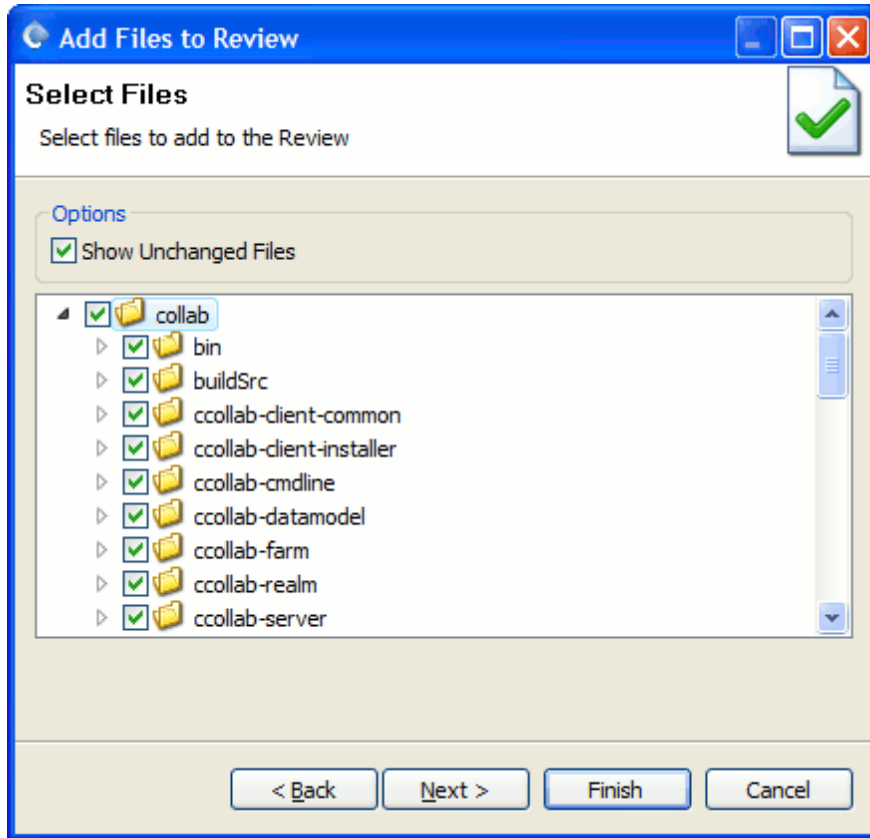 Add Files to Review
Select Files
Select files to add to the Review
Options
Show Unchanged Files
collab
bin
buildSrc
ccollab-client-common
ccollab-client-installer
ccollab-cmdline
ccollab-datamodel
ccollab-farm
ccollab-realm
ccollab-server
< Back Next > Finish Cancel